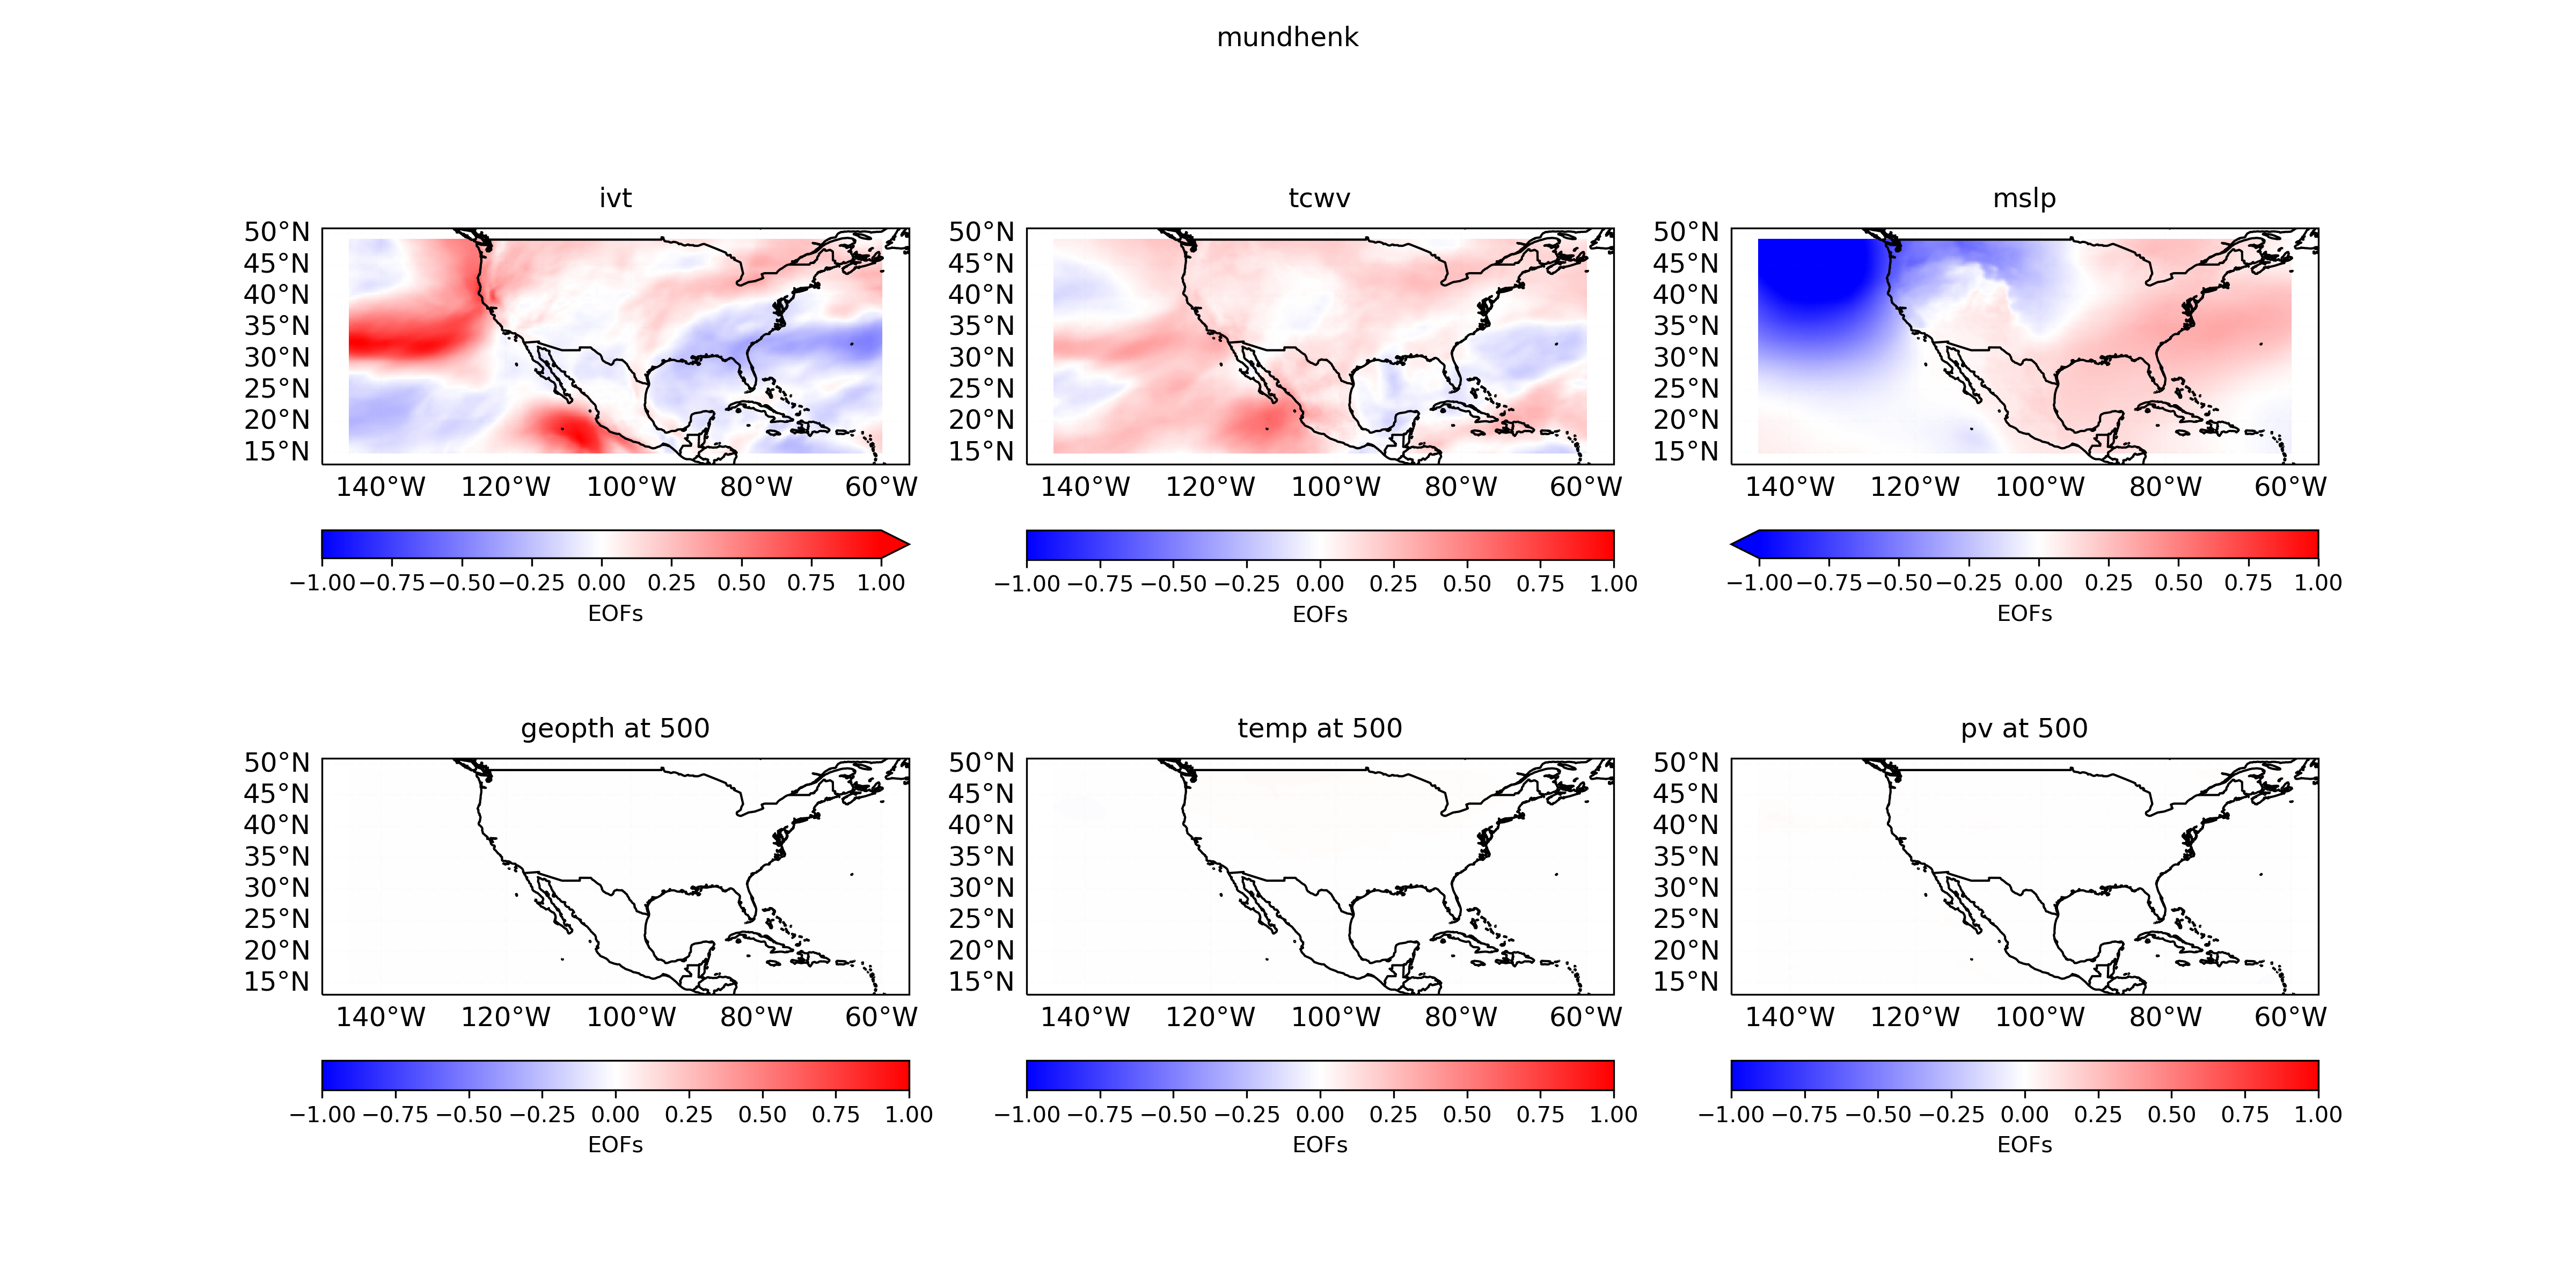 mundhenk
ivt
tcwv
mslp
50°N 50°N 50°N
45°N 45°N 45°N
40°N 40°N 40°N
35°N 35°N 35°N
30°N 30°N 30°N
25°N 25°N 25°N
20°N 20°N 20°N
15°N 15°N 15°N
140°W 120°W 100°W 80°W 60°W 140°W 120°W 100°W 80°W 60°W 140°W 120°W 100°W 80°W 60°W
−1.00 −0.75 −0.50 −0.25 0.00 0.25 0.50 0.75 1.00 −1.00 −0.75 −0.50 −0.25 0.00 0.25 0.50 0.75 1.00 −1.00 −0.75 −0.50 −0.25 0.00 0.25 0.50 0.75 1.00
EOFs EOFs EOFs
geopth at 500
temp at 500
pv at 500
50°N 50°N 50°N
45°N 45°N 45°N
40°N 40°N 40°N
35°N 35°N 35°N
30°N 30°N 30°N
25°N 25°N 25°N
20°N 20°N 20°N
15°N 15°N 15°N
140°W 120°W 100°W 80°W 60°W 140°W 120°W 100°W 80°W 60°W 140°W 120°W 100°W 80°W 60°W
−1.00 −0.75 −0.50 −0.25 0.00 0.25 0.50 0.75 1.00 −1.00 −0.75 −0.50 −0.25 0.00 0.25 0.50 0.75 1.00 −1.00 −0.75 −0.50 −0.25 0.00 0.25 0.50 0.75 1.00
EOFs EOFs EOFs